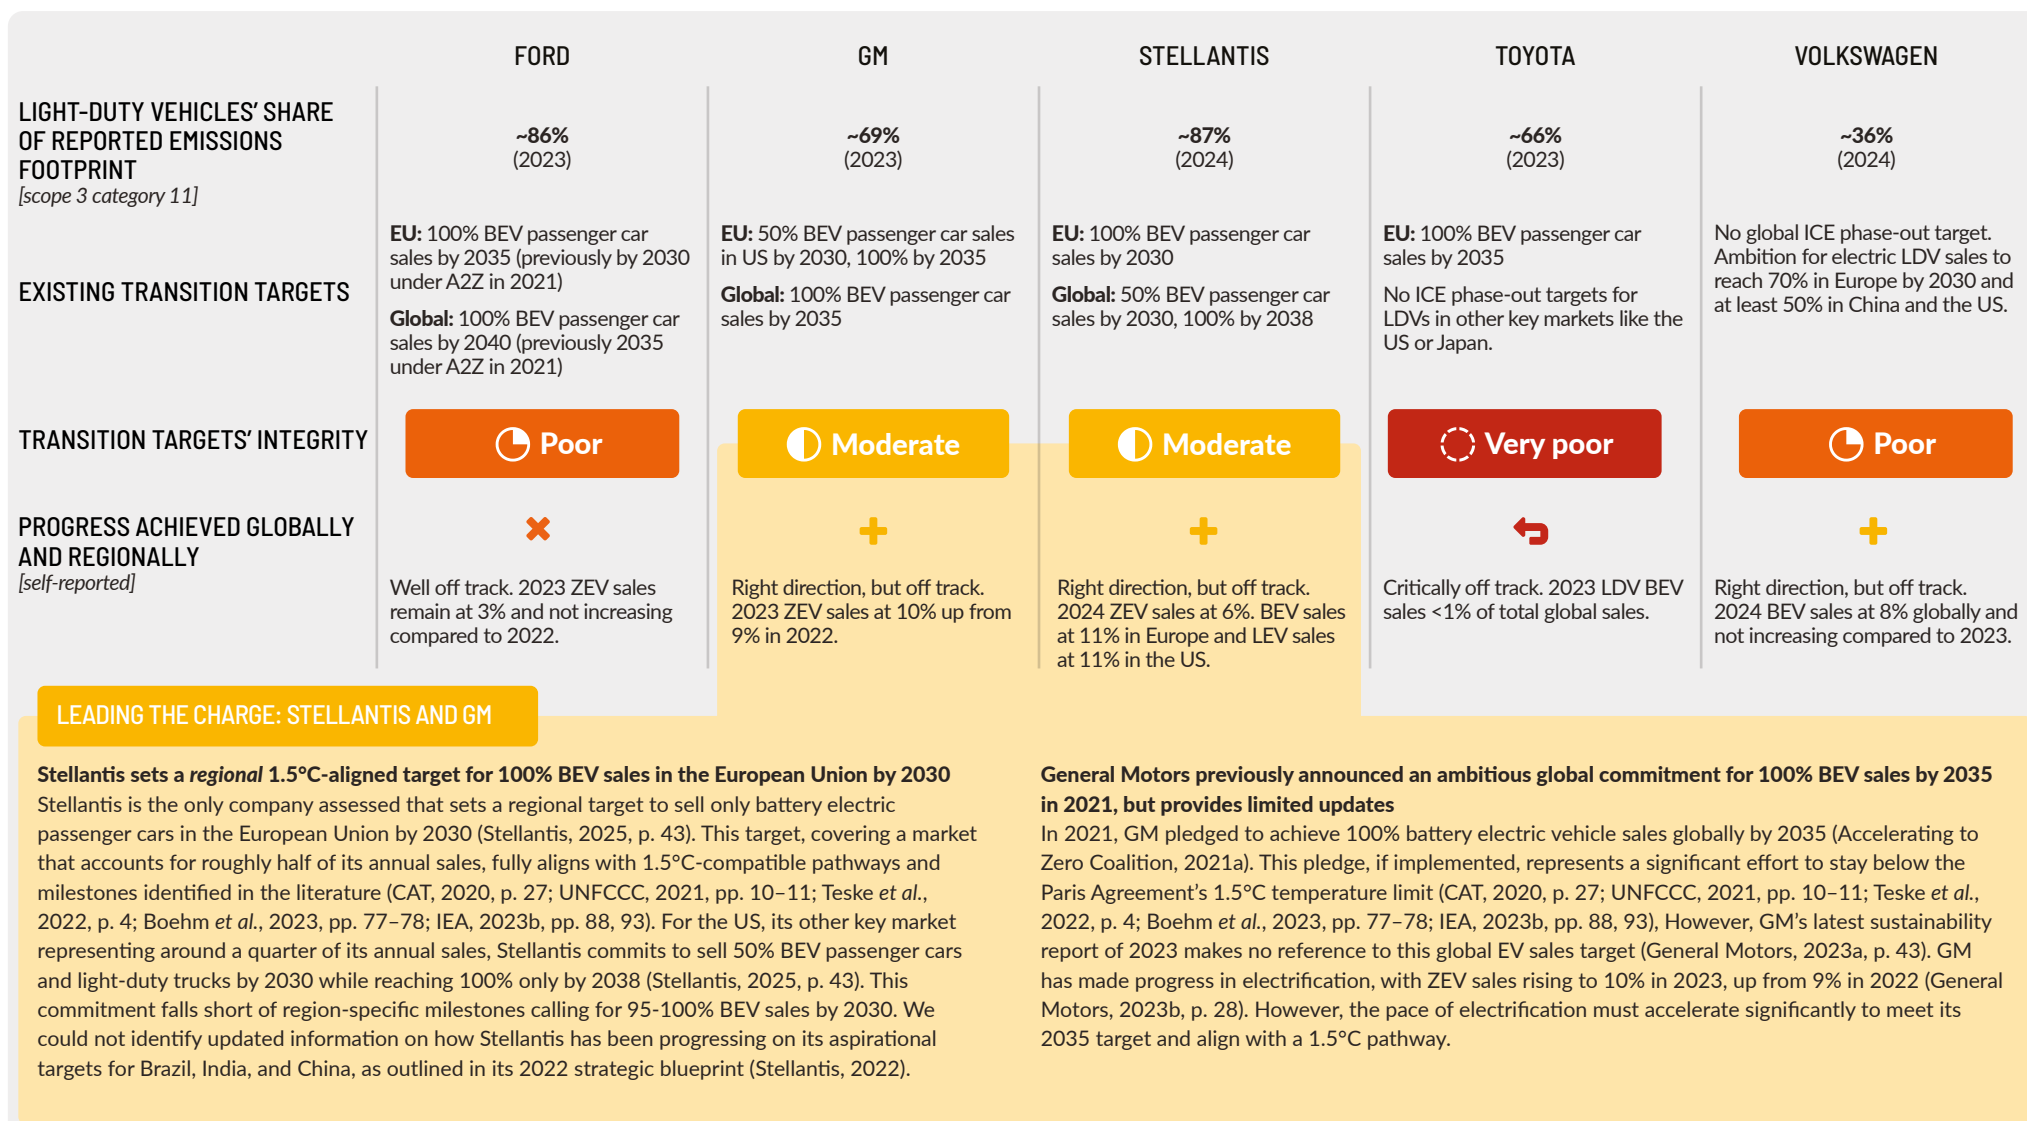 FORD
GM
STELLANTIS
TOYOTA
VOLKSWAGEN
LIGHT-DUTY VEHICLES’ SHARE
OF REPORTED EMISSIONS
FOOTPRINT
[scope 3 category 11]
~86%
(2023)
~69%
(2023)
~87%
(2024)
~66%
(2023)
~36%
(2024)
EXISTING TRANSITION TARGETS
EU: 100% BEV passenger car
sales by 2035 (previously by 2030
under A2Z in 2021)
Global: 100% BEV passenger car
sales by 2040 (previously 2035
under A2Z in 2021)
EU: 50% BEV passenger car sales
in US by 2030, 100% by 2035
Global: 100% BEV passenger car
sales by 2035
EU: 100% BEV passenger car
sales by 2030
Global: 50% BEV passenger car
sales by 2030, 100% by 2038
EU: 100% BEV passenger car
sales by 2035
No ICE phase-out targets for
LDVs in other key markets like the
US or Japan.
No global ICE phase-out target.
Ambition for electric LDV sales to
reach 70% in Europe by 2030 and
at least 50% in China and the US.
TRANSITION TARGETS’ INTEGRITY
Poor
Moderate
Moderate
Very poor
Poor
PROGRESS ACHIEVED GLOBALLY
AND REGIONALLY
[self-reported]
Well off track. 2023 ZEV sales
remain at 3% and not increasing
compared to 2022.
Right direction, but off track.
2023 ZEV sales at 10% up from
9% in 2022.
Right direction, but off track.
2024 ZEV sales at 6%. BEV sales
at 11% in Europe and LEV sales
at 11% in the US.
Critically off track. 2023 LDV BEV
sales <1% of total global sales.
Right direction, but off track.
2024 BEV sales at 8% globally and
not increasing compared to 2023.
LEADING THE CHARGE: STELLANTIS AND GM
Stellantis sets a regional 1.5°C-aligned target for 100% BEV sales in the European Union by 2030
Stellantis is the only company assessed that sets a regional target to sell only battery electric
passenger cars in the European Union by 2030 (Stellantis, 2025, p. 43). This target, covering a market
that accounts for roughly half of its annual sales, fully aligns with 1.5°C-compatible pathways and
milestones identified in the literature (CAT, 2020, p. 27; UNFCCC, 2021, pp. 10–11; Teske et al.,
2022, p. 4; Boehm et al., 2023, pp. 77–78; IEA, 2023b, pp. 88, 93). For the US, its other key market
representing around a quarter of its annual sales, Stellantis commits to sell 50% BEV passenger cars
and light-duty trucks by 2030 while reaching 100% only by 2038 (Stellantis, 2025, p. 43). This
commitment falls short of region-specific milestones calling for 95-100% BEV sales by 2030. We
could not identify updated information on how Stellantis has been progressing on its aspirational
targets for Brazil, India, and China, as outlined in its 2022 strategic blueprint (Stellantis, 2022).
General Motors previously announced an ambitious global commitment for 100% BEV sales by 2035
in 2021, but provides limited updates
In 2021, GM pledged to achieve 100% battery electric vehicle sales globally by 2035 (Accelerating to
Zero Coalition, 2021a). This pledge, if implemented, represents a significant effort to stay below the
Paris Agreement’s 1.5°C temperature limit (CAT, 2020, p. 27; UNFCCC, 2021, pp. 10–11; Teske et al.,
2022, p. 4; Boehm et al., 2023, pp. 77–78; IEA, 2023b, pp. 88, 93), However, GM’s latest sustainability
report of 2023 makes no reference to this global EV sales target (General Motors, 2023a, p. 43). GM
has made progress in electrification, with ZEV sales rising to 10% in 2023, up from 9% in 2022 (General
Motors, 2023b, p. 28). However, the pace of electrification must accelerate significantly to meet its
2035 target and align with a 1.5°C pathway.